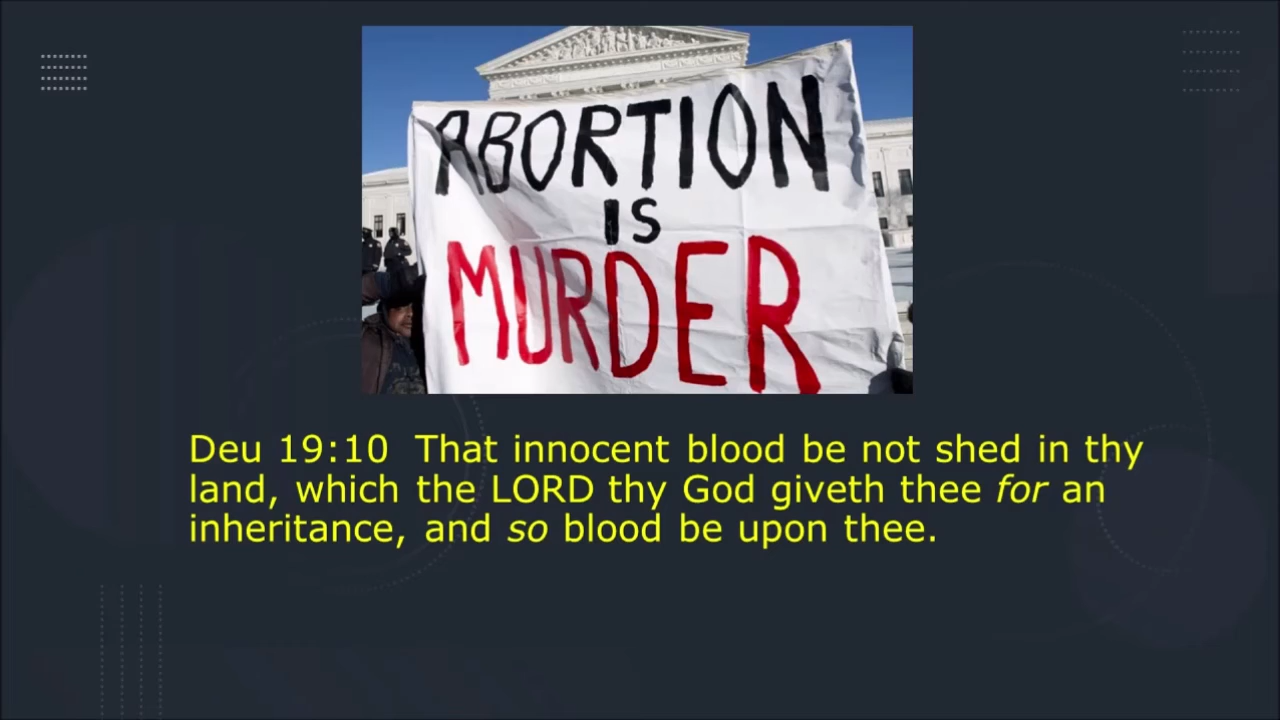 ABORTION
IS
MURDER
Deu 19:10 That innocent blood be not shed in thy
land, which the LORD thy God giveth thee for an
inheritance, and so blood be upon thee.